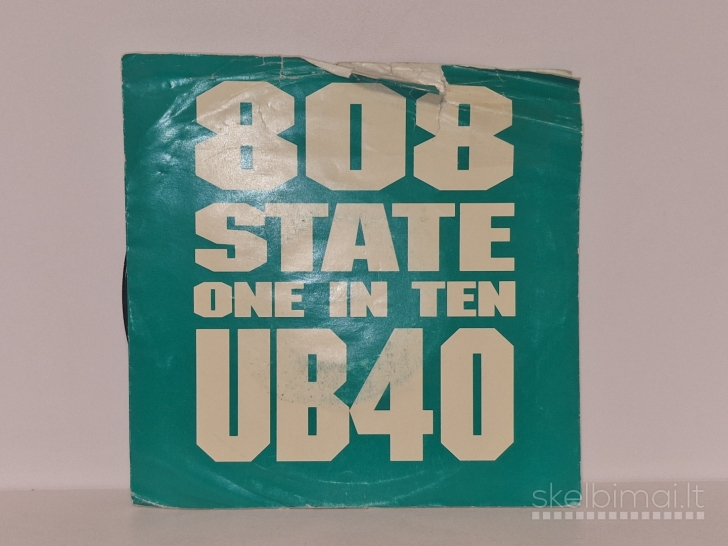 808
STATE
ONE IN TEN
UB40
skelbimai.lt